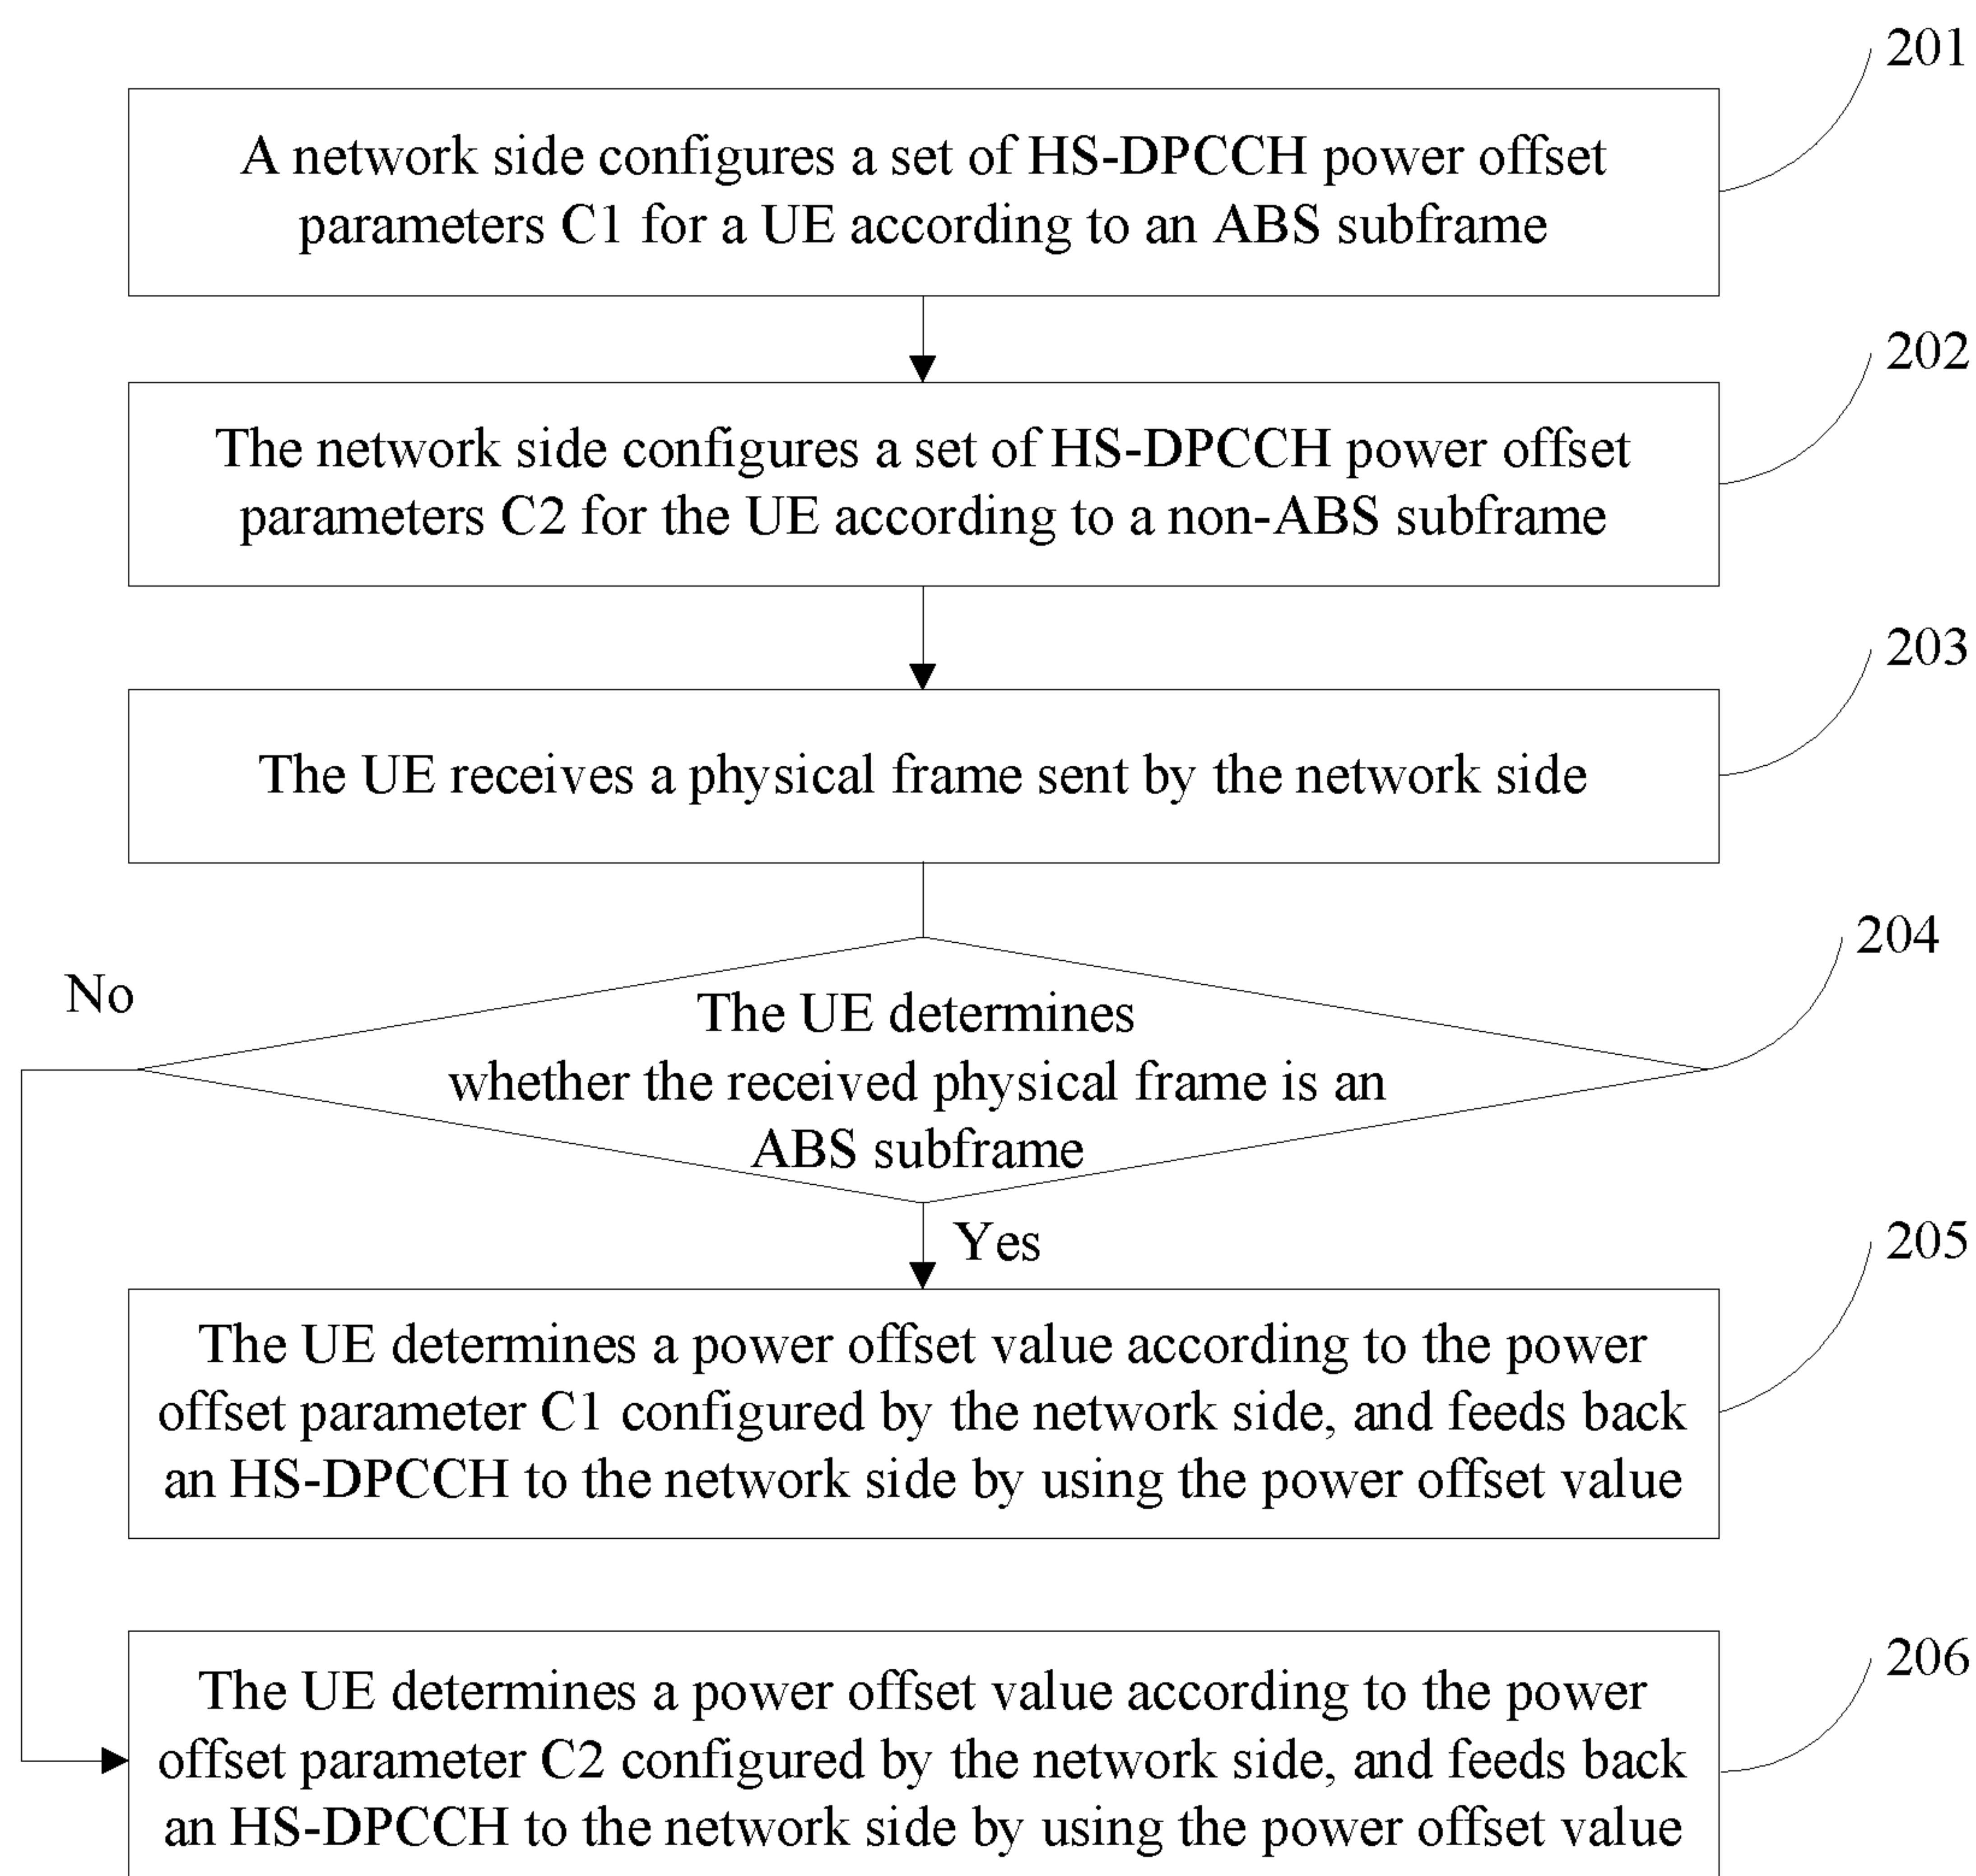 201
A network side configures a set of HS-DPCCH power offset
parameters C1 for a UE according to an ABS subframe
202
The network side configures a set of HS-DPCCH power offset
parameters C2 for the UE according to a non-ABS subframe
203
The UE receives a physical frame sent by the network side
204
No
The UE determines
whether the received physical frame is an
ABS subframe
Yes
205
The UE determines a power offset value according to the power
offset parameter C1 configured by the network side, and feeds back
an HS-DPCCH to the network side by using the power offset value
206
The UE determines a power offset value according to the power
offset parameter C2 configured by the network side, and feeds back
an HS-DPCCH to the network side by using the power offset value